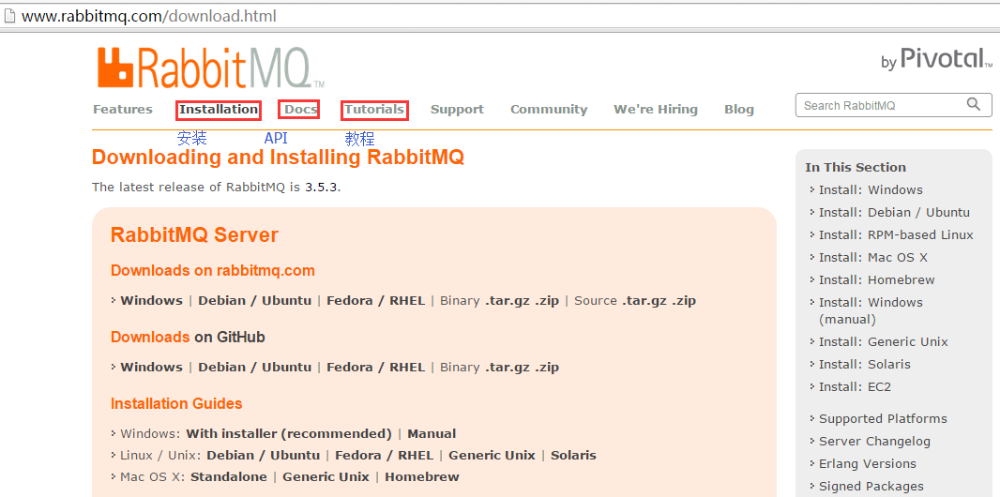 www.rabbitmq.com/download.html
RabbitMQ™
by Pivotal™
Features Installation Docs Tutorials Support Community We're Hiring Blog
Search RabbitMQ
安装 API 教程
Downloading and Installing RabbitMQ
The latest release of RabbitMQ is 3.5.3.
RabbitMQ Server
Downloads on rabbitmq.com
Windows | Debian / Ubuntu | Fedora / RHEL | Binary .tar.gz .zip | Source .tar.gz .zip
Downloads on GitHub
Windows | Debian / Ubuntu | Fedora / RHEL | Binary .tar.gz .zip
Installation Guides
Windows: With installer (recommended) | Manual
Linux / Unix: Debian / Ubuntu | Fedora / RHEL | Generic Unix | Solaris
Mac OS X: Standalone | Generic Unix | Homebrew
In This Section
Install: Windows
Install: Debian / Ubuntu
Install: RPM-based Linux
Install: Mac OS X
Install: Homebrew
Install: Windows
(manual)
Install: Generic Unix
Install: Solaris
Install: EC2
Supported Platforms
Server Changelog
Erlang Versions
Signed Packages